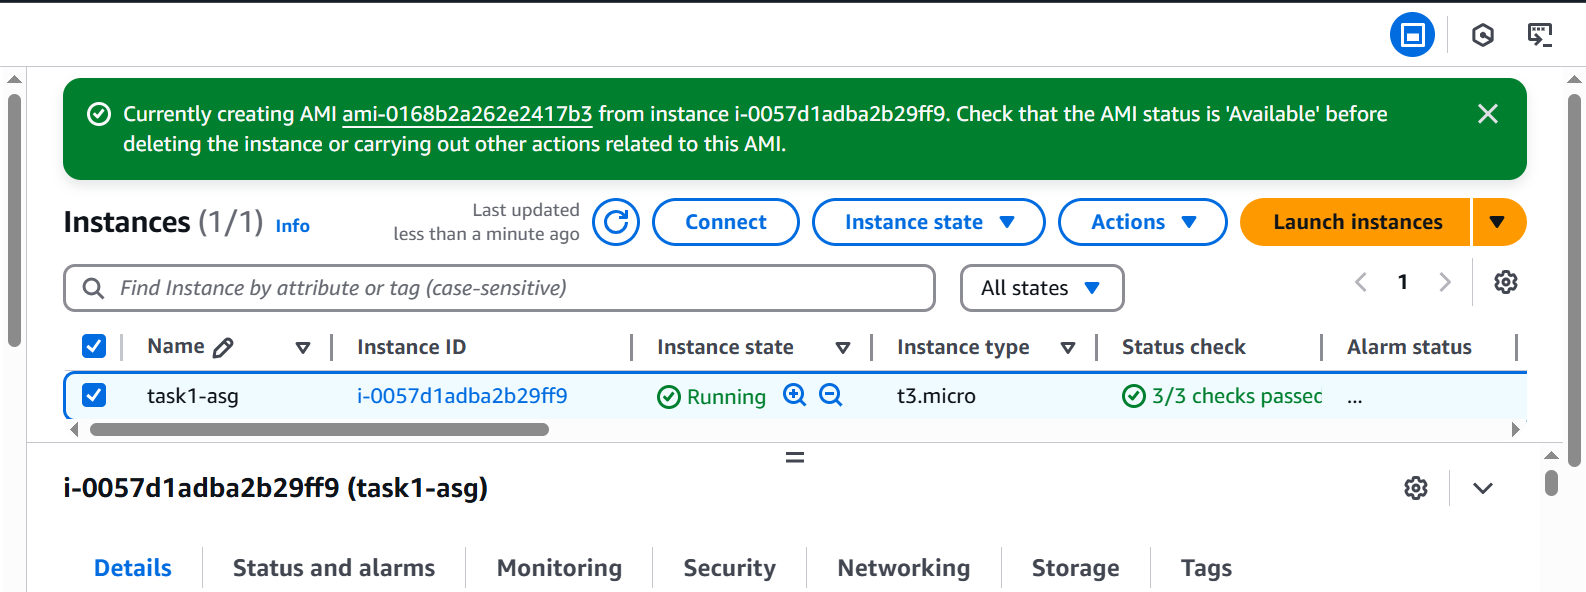 Currently creating AMI ami-0168b2a262e2417b3 from instance i-0057d1adba2b29ff9. Check that the AMI status is 'Available' before
deleting the instance or carrying out other actions related to this AMI.
Instances (1/1) Info
Last updated
less than a minute ago
Connect
Instance state
Actions
Launch instances
Find Instance by attribute or tag (case-sensitive)
All states
1
Name
Instance ID
Instance state
Instance type
Status check
Alarm status
task1-asg
i-0057d1adba2b29ff9
Running
t3.micro
3/3 checks passed
...
i-0057d1adba2b29ff9 (task1-asg)
Details
Status and alarms
Monitoring
Security
Networking
Storage
Tags